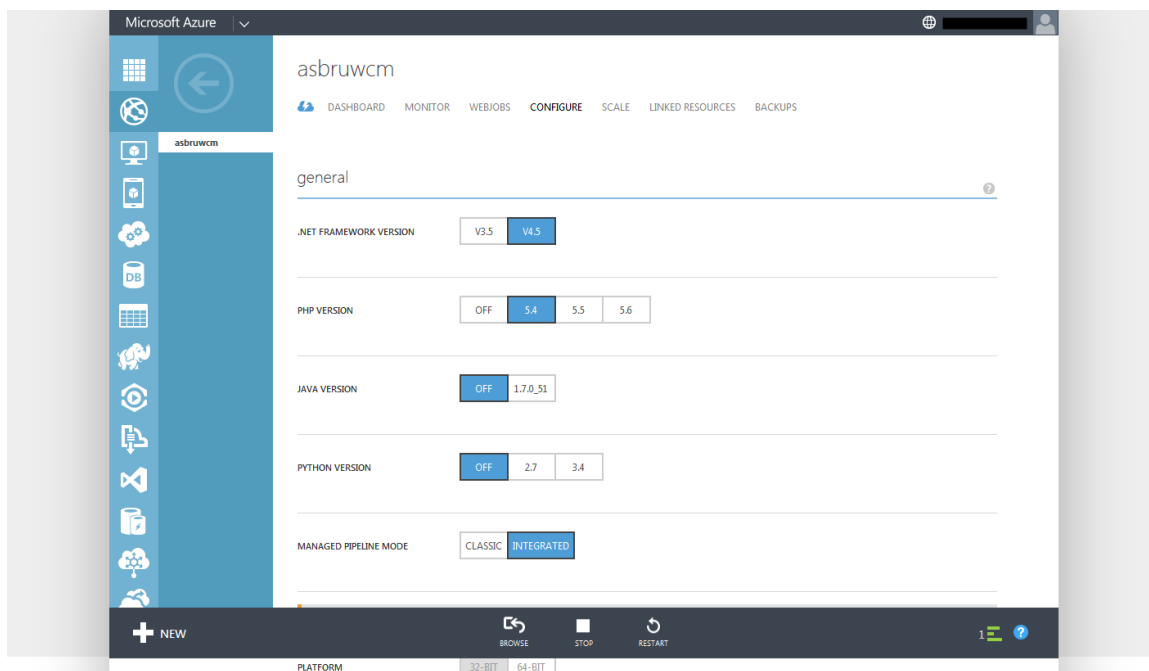 Microsoft Azure
asbruwcm
DASHBOARD MONITOR WEBJOBS CONFIGURE SCALE LINKED RESOURCES BACKUPS
asbruwcm
general
?
.NET FRAMEWORK VERSION V3.5 V4.5
PHP VERSION OFF 5.4 5.5 5.6
DB
JAVA VERSION OFF 1.7.0_51
PYTHON VERSION OFF 2.7 3.4
MANAGED PIPELINE MODE CLASSIC INTEGRATED
NEW BROWSE STOP RESTART 1 ?
PLATFORM 32-BIT 64-BIT